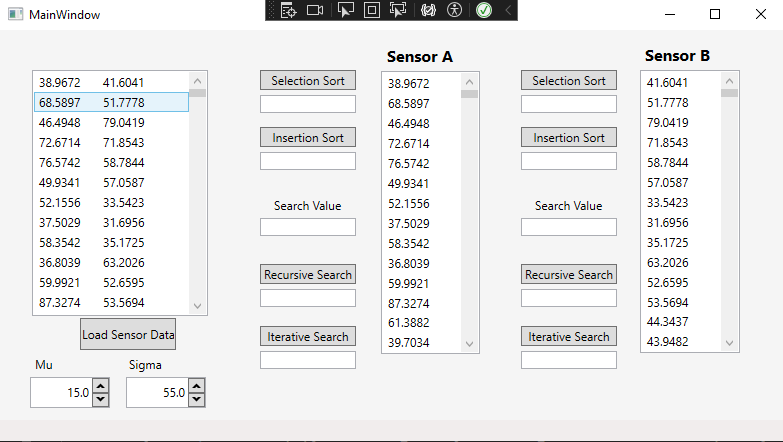 MainWindow
38.9672 41.6041
68.5897 51.7778
46.4948 79.0419
72.6714 71.8543
76.5742 58.7844
49.9341 57.0587
52.1556 33.5423
37.5029 31.6956
58.3542 35.1725
36.8039 63.2026
59.9921 52.6595
87.3274 53.5694
Load Sensor Data
Mu Sigma
15.0 55.0
Selection Sort
Insertion Sort
Search Value
Recursive Search
Iterative Search
Sensor A
38.9672
68.5897
46.4948
72.6714
76.5742
49.9341
52.1556
37.5029
58.3542
36.8039
59.9921
87.3274
61.3882
39.7034
Selection Sort
Insertion Sort
Search Value
Recursive Search
Iterative Search
Sensor B
41.6041
51.7778
79.0419
71.8543
58.7844
57.0587
33.5423
31.6956
35.1725
63.2026
52.6595
53.5694
44.3437
43.9482